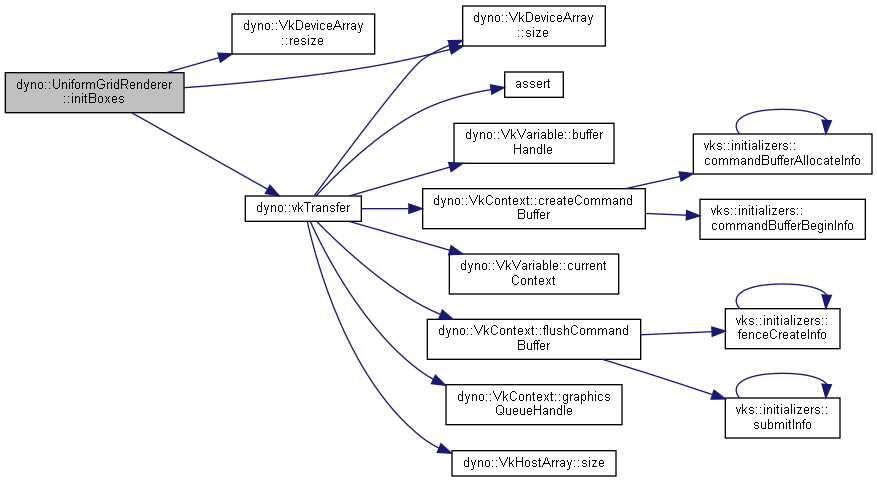 dyno::UniformGridRenderer
::initBoxes
dyno::VkDeviceArray
::resize
dyno::VkDeviceArray
::size
assert
dyno::vkTransfer
dyno::VkVariable::buffer
Handle
dyno::VkContext::createCommand
Buffer
vks::initializers::
commandBufferAllocateInfo
vks::initializers::
commandBufferBeginInfo
dyno::VkVariable::current
Context
dyno::VkContext::flushCommand
Buffer
vks::initializers::
fenceCreateInfo
vks::initializers::
submitInfo
dyno::VkContext::graphics
QueueHandle
dyno::VkHostArray::size